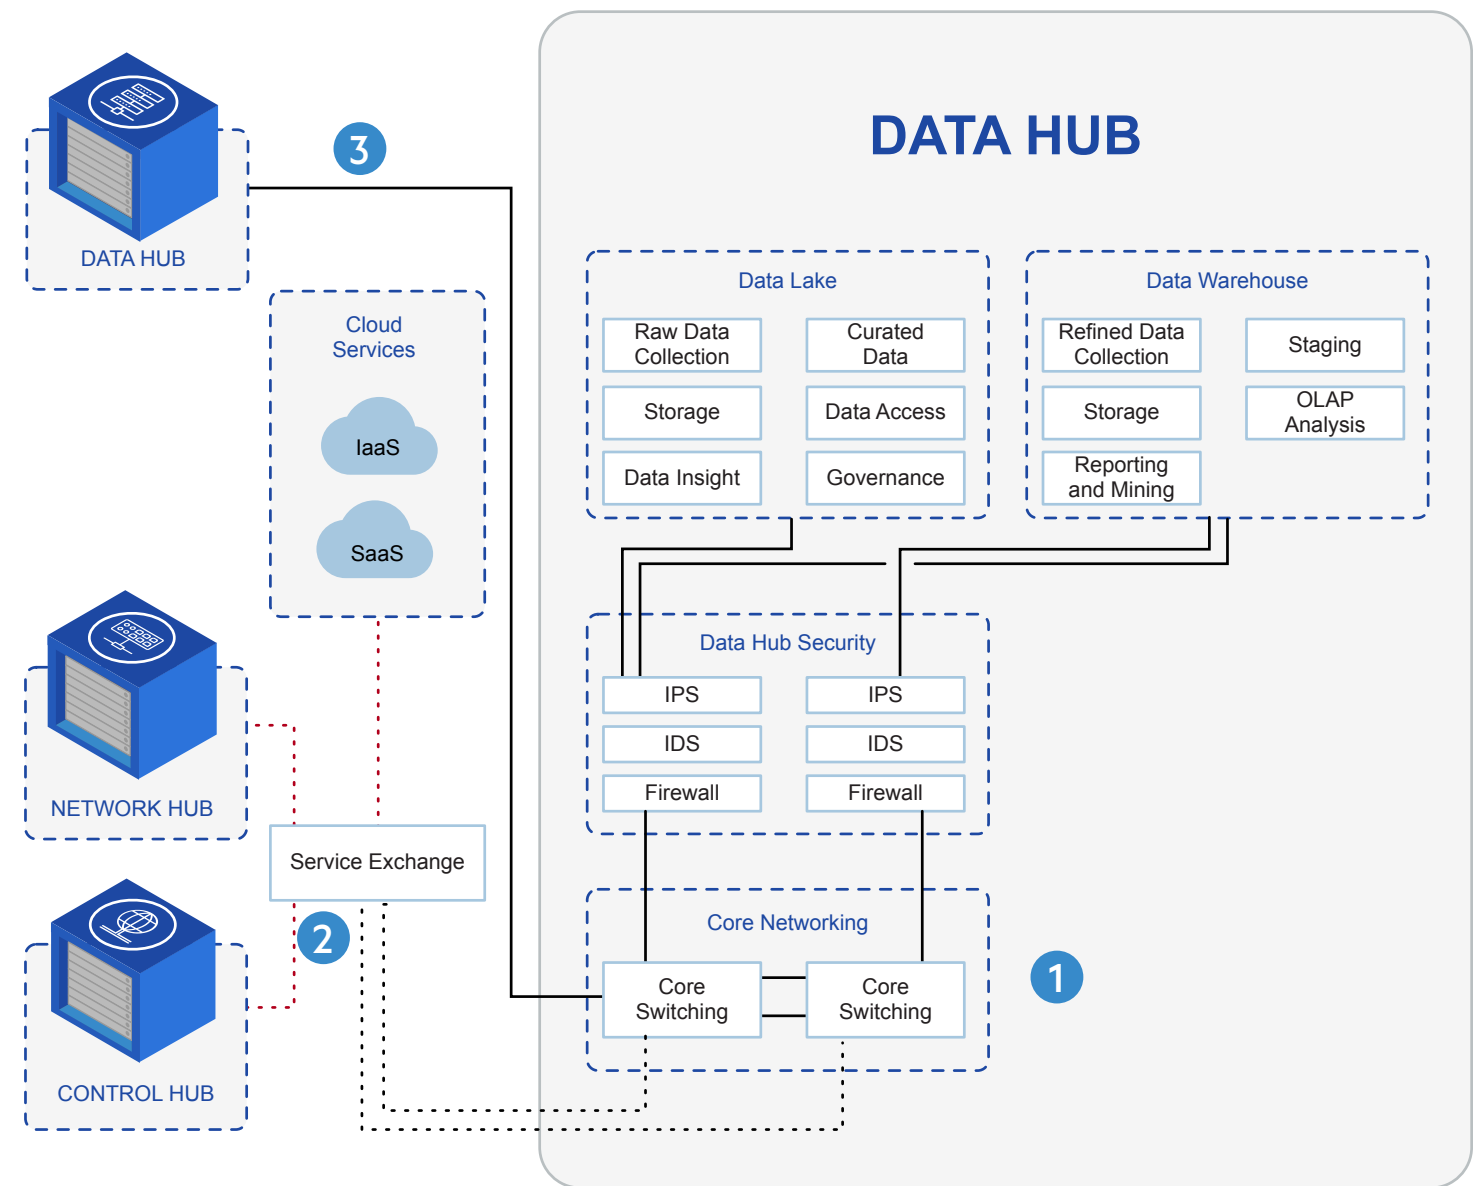 DATA HUB
3
DATA HUB
Cloud
Services
IaaS
SaaS
NETWORK HUB
Service Exchange
2
CONTROL HUB
Data Lake
Raw Data
Collection
Curated
Data
Storage
Data Access
Data Insight
Governance
Data Warehouse
Refined Data
Collection
Staging
Storage
OLAP
Analysis
Reporting
and Mining
Data Hub Security
IPS
IPS
IDS
IDS
Firewall
Firewall
Core Networking
Core
Switching
Core
Switching
1